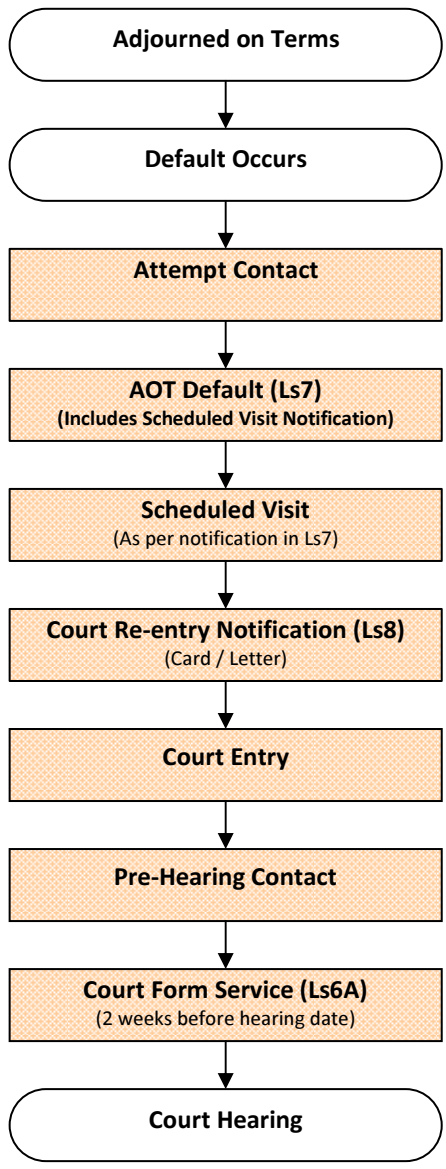 Adjourned on Terms
Default Occurs
Attempt Contact
AOT Default (Ls7)
(Includes Scheduled Visit Notification)
Scheduled Visit
(As per notification in Ls7)
Court Re-entry Notification (Ls8)
(Card / Letter)
Court Entry
Pre-Hearing Contact
Court Form Service (Ls6A)
(2 weeks before hearing date)
Court Hearing